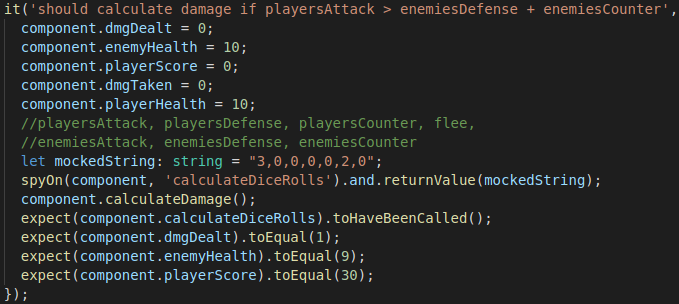 it('should calculate damage if playersAttack > enemiesDefense + enemiesCounter',
component.dmgDealt = 0;
component.enemyHealth = 10;
component.playerScore = 0;
component.dmgTaken = 0;
component.playerHealth = 10;
//playersAttack, playersDefense, playersCounter, flee,
//enemiesAttack, enemiesDefense, enemiesCounter
let mockedString: string = "3,0,0,0,0,2,0";
spyOn(component, 'calculateDiceRolls').and.returnValue(mockedString);
component.calculateDamage();
expect(component.calculateDiceRolls).toHaveBeenCalled();
expect(component.dmgDealt).toEqual(1);
expect(component.enemyHealth).toEqual(9);
expect(component.playerScore).toEqual(30);
});